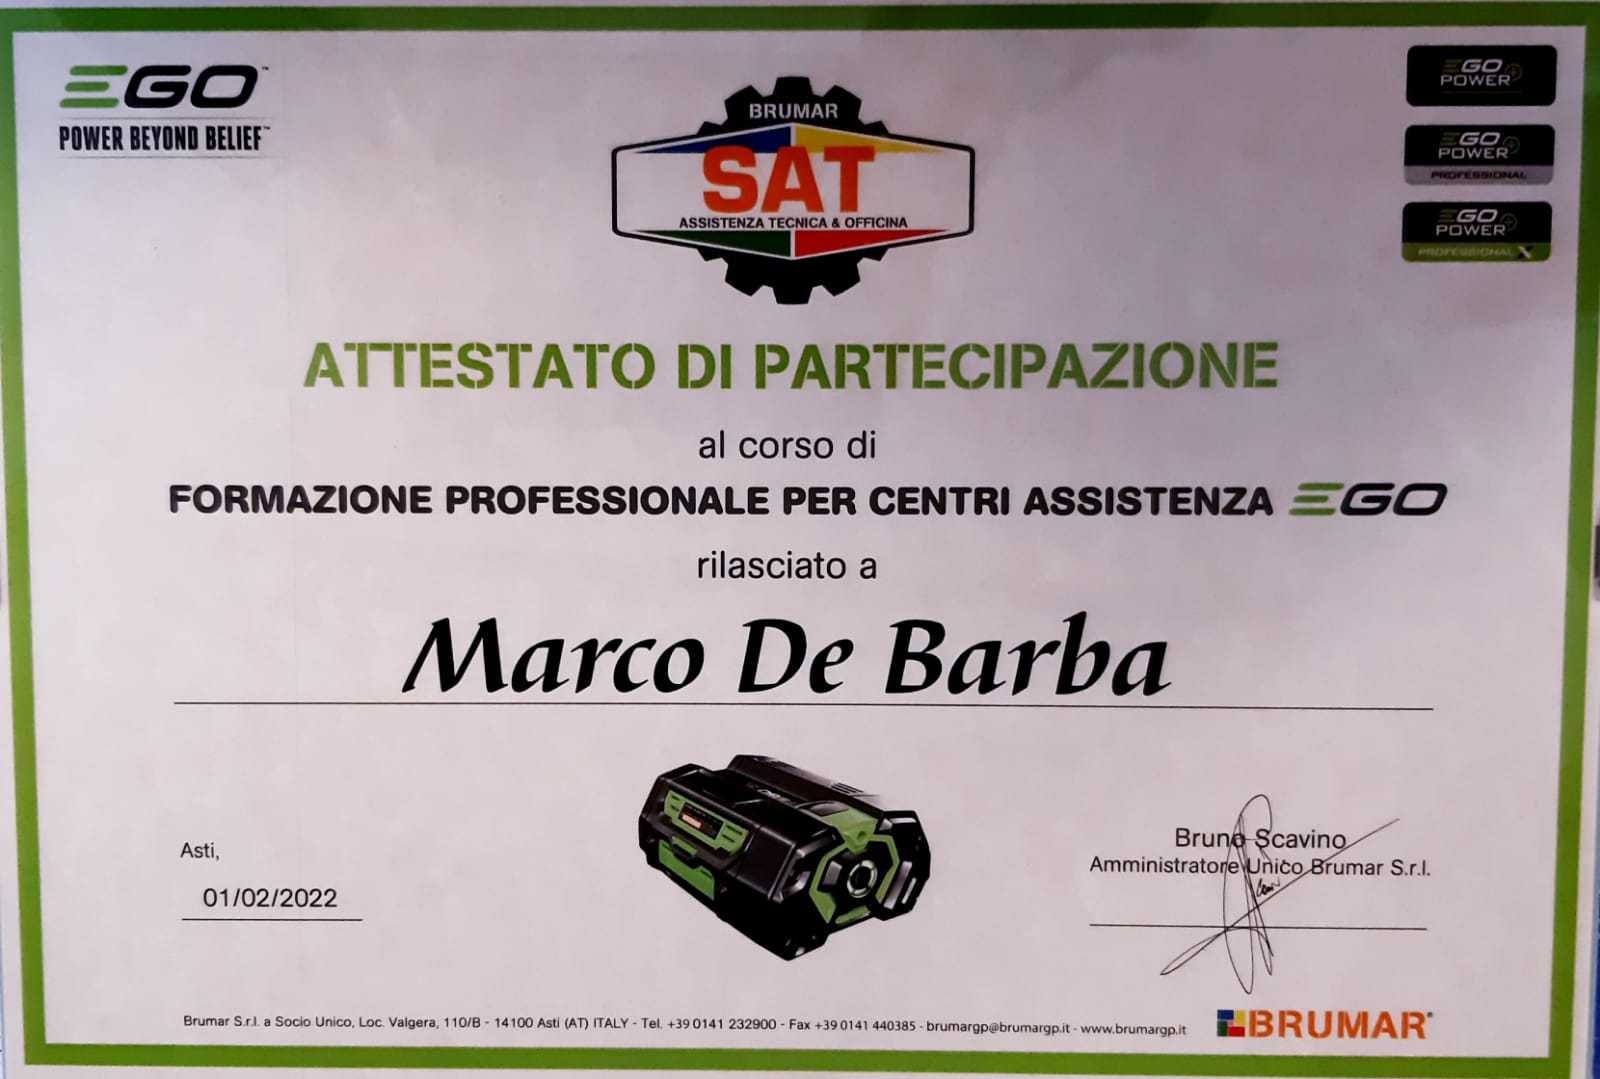 EGO™
POWER BEYOND BELIEF™
BRUMAR
SAT
ASSISTENZA TECNICA & OFFICINA
EGO
POWER+
EGO
POWER+
PROFESSIONAL
EGO
POWER+
PROFESSIONAL X
ATTESTATO DI PARTECIPAZIONE
al corso di
FORMAZIONE PROFESSIONALE PER CENTRI ASSISTENZA EGO
rilasciato a
Marco De Barba
Asti,
01/02/2022
Bruno Scavino
Amministratore Unico Brumar S.r.l.
Brumar S.r.l. a Socio Unico, Loc. Valgera, 110/B - 14100 Asti (AT) ITALY - Tel. +39 0141 232900 - Fax +39 0141 440385 - brumargp@brumargp.it - www.brumargp.it
BRUMAR®